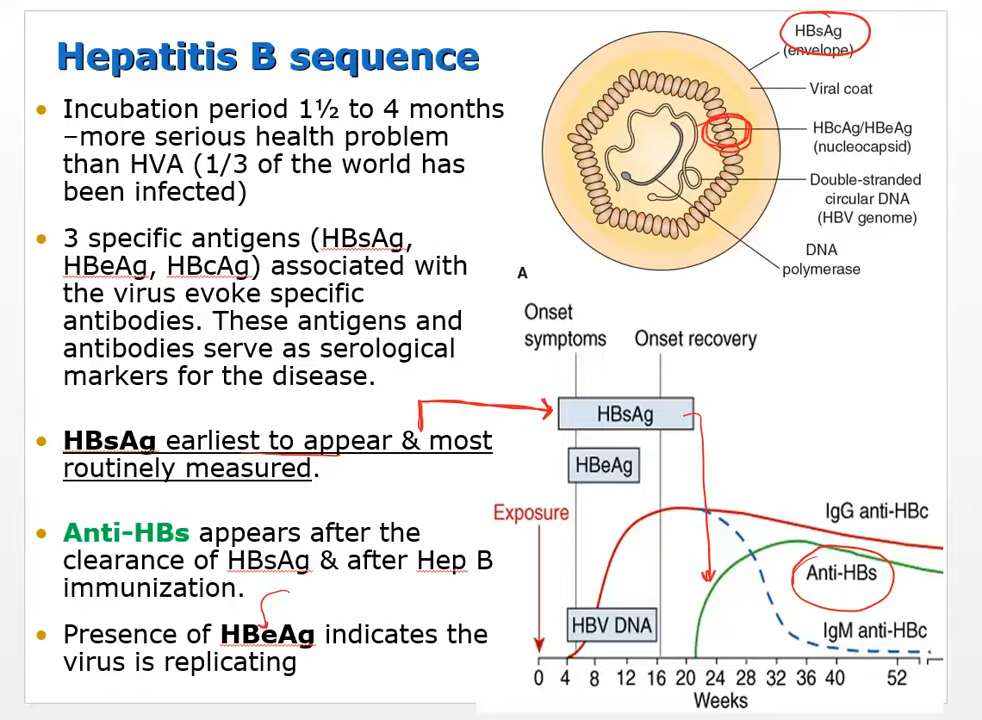 Hepatitis B sequence
• Incubation period 1½ to 4 months
–more serious health problem
than HVA (1/3 of the world has
been infected)
• 3 specific antigens (HBsAg,
HBeAg, HBcAg) associated with
the virus evoke specific
antibodies. These antigens and
antibodies serve as serological
markers for the disease.
• HBsAg earliest to appear & most
routinely measured.
• Anti-HBs appears after the
clearance of HBsAg & after Hep B
immunization.
• Presence of HBeAg indicates the
virus is replicating
HBsAg
(envelope)
Viral coat
HBcAg/HBeAg
(nucleocapsid)
Double-stranded
circular DNA
(HBV genome)
DNA
polymerase
A
Onset
symptoms
Onset recovery
HBsAg
HBeAg
Exposure
IgG anti-HBc
Anti-HBs
HBV DNA
IgM anti-HBc
0 4 8 12 16 20 24 28 32 36 40 52
Weeks